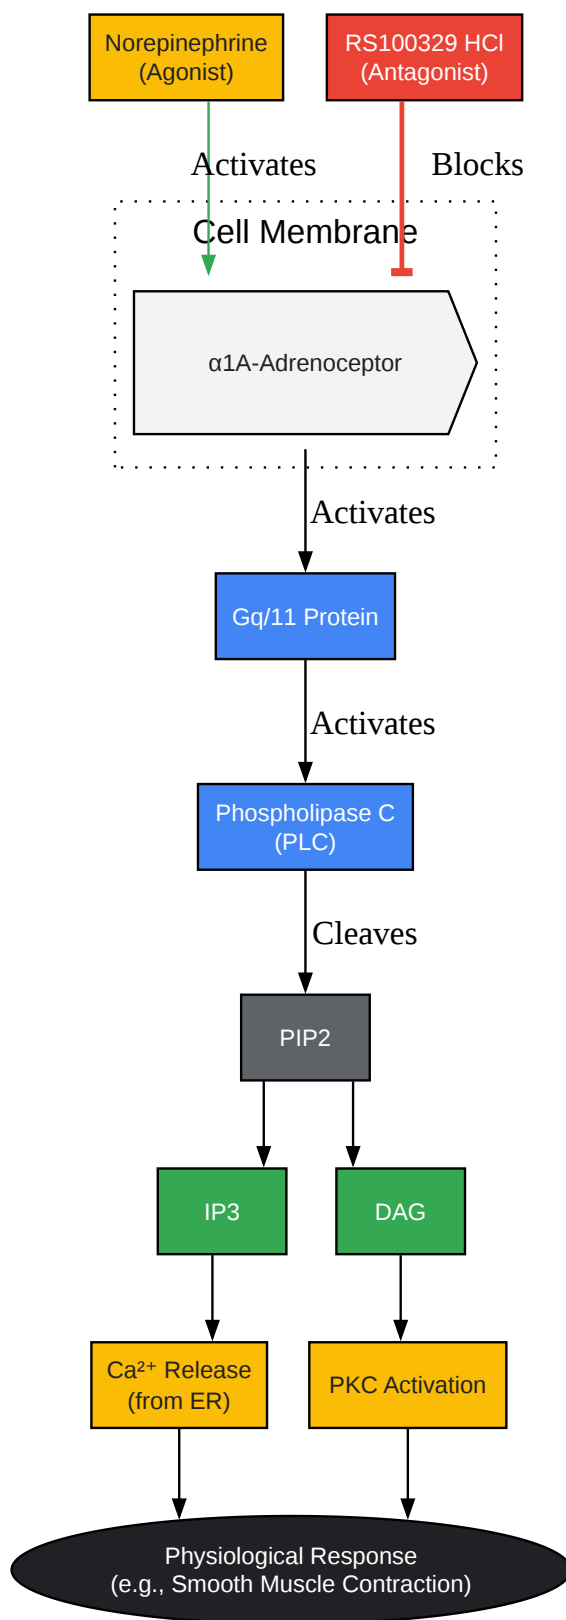 Norepinephrine
(Agonist)
RS100329 HCl
(Antagonist)
Activates
Blocks
Cell Membrane
α1A-Adrenoceptor
Activates
Gq/11 Protein
Activates
Phospholipase C
(PLC)
Cleaves
PIP2
IP3
DAG
Ca²⁺ Release
(from ER)
PKC Activation
Physiological Response
(e.g., Smooth Muscle Contraction)